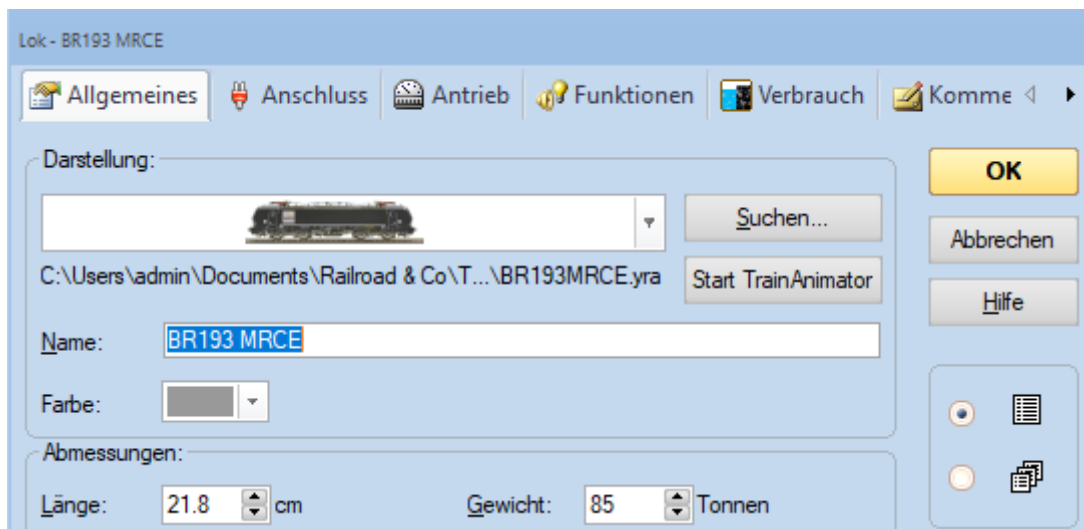 Lok - BR193 MRCE
Allgemeines Anschluss Antrieb Funktionen Verbrauch Komme
Darstellung:
OK
Suchen...
Abbrechen
C:\Users\admin\Documents\Railroad & Co\T...\BR193MRCE.yra
Start TrainAnimator
Hilfe
Name: BR193 MRCE
Farbe:
Abmessungen:
Länge: 21.8 cm Gewicht: 85 Tonnen